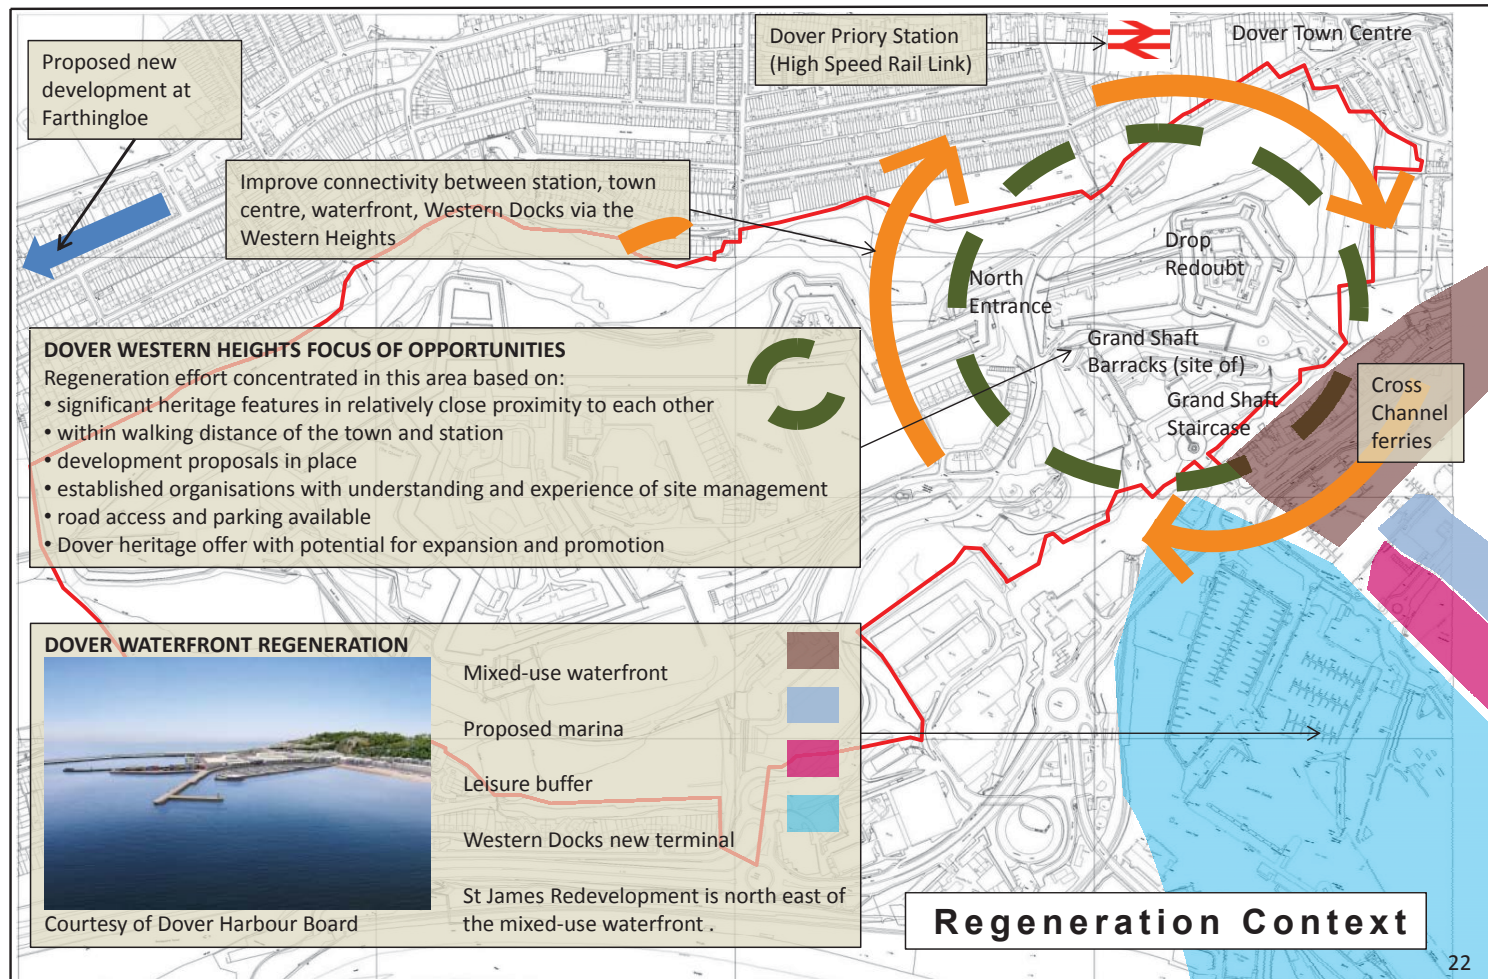 Dover Priory Station
(High Speed Rail Link)
Dover Town Centre
Proposed new
development at
Farthingloe
Improve connectivity between station, town
centre, waterfront, Western Docks via the
Western Heights
Drop
Redoubt
North
Entrance
Grand Shaft
Barracks (site of)
Grand Shaft
Staircase
Cross
Channel
ferries
DOVER WESTERN HEIGHTS FOCUS OF OPPORTUNITIES
Regeneration effort concentrated in this area based on:
• significant heritage features in relatively close proximity to each other
• within walking distance of the town and station
• development proposals in place
• established organisations with understanding and experience of site management
• road access and parking available
• Dover heritage offer with potential for expansion and promotion
DOVER WATERFRONT REGENERATION
Mixed-use waterfront
Proposed marina
Leisure buffer
Western Docks new terminal
St James Redevelopment is north east of
the mixed-use waterfront .
Courtesy of Dover Harbour Board
Regeneration Context
22